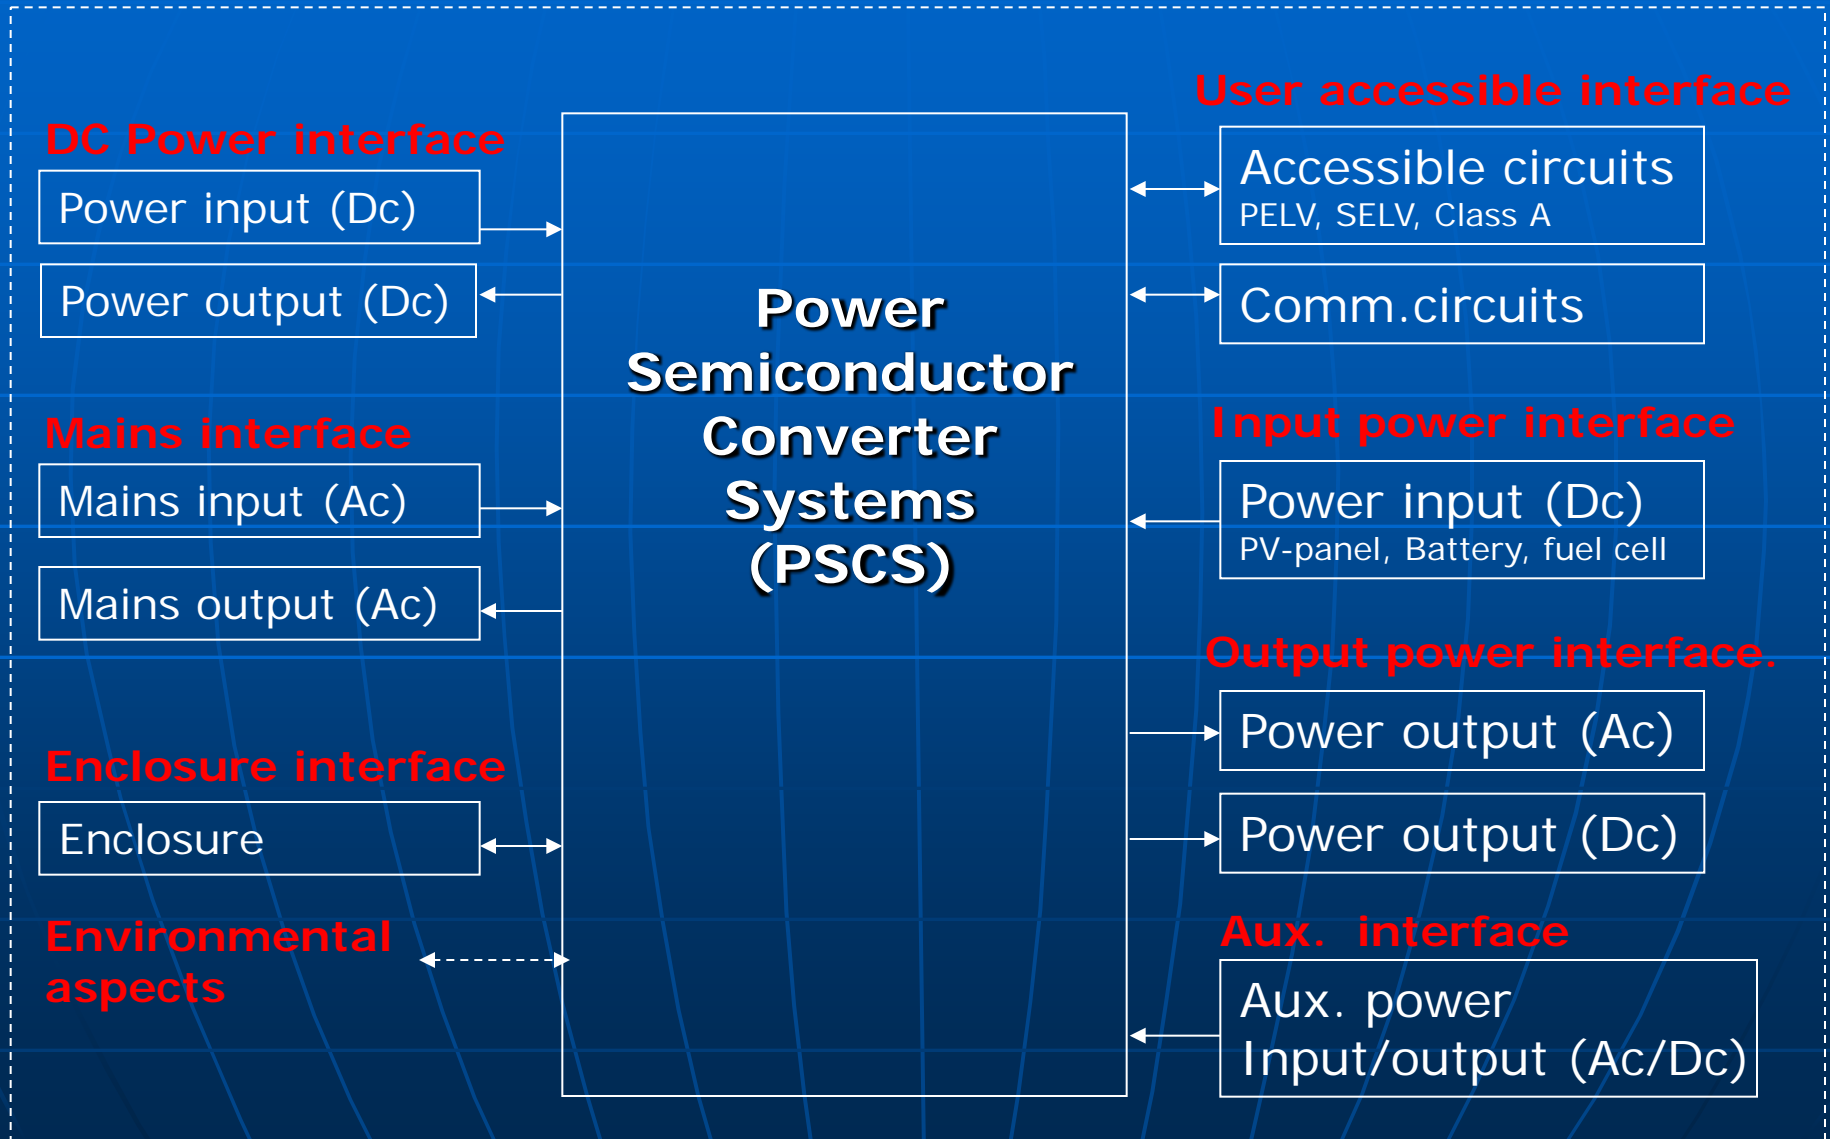 DC Power interface
Power input (Dc)
Power output (Dc)
Mains interface
Mains input (Ac)
Mains output (Ac)
Enclosure interface
Enclosure
Environmental
aspects
Power
Semiconductor
Converter
Systems
(PSCS)
User accessible interface
Accessible circuits
PELV, SELV, Class A
Comm.circuits
Input power interface
Power input (Dc)
PV-panel, Battery, fuel cell
Output power interface.
Power output (Ac)
Power output (Dc)
Aux. interface
Aux. power
Input/output (Ac/Dc)